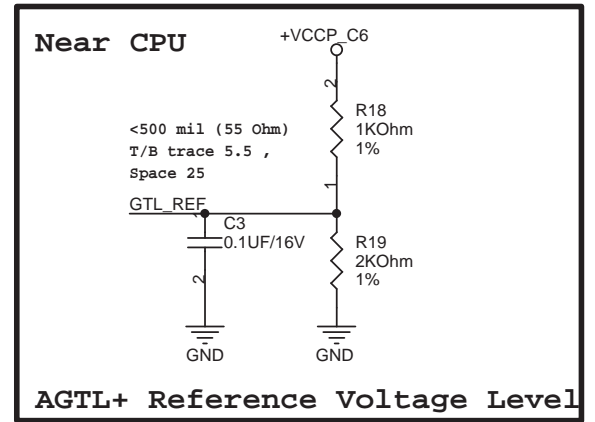 Near CPU
+VCCP_C6
2
R18
1KOhm
1%
<500 mil (55 Ohm)
T/B trace 5.5 ,
Space 25
1
GTL_REF
1
C3
0.1UF/16V
2
R19
2KOhm
1%
GND
GND
AGTL+ Reference Voltage Level